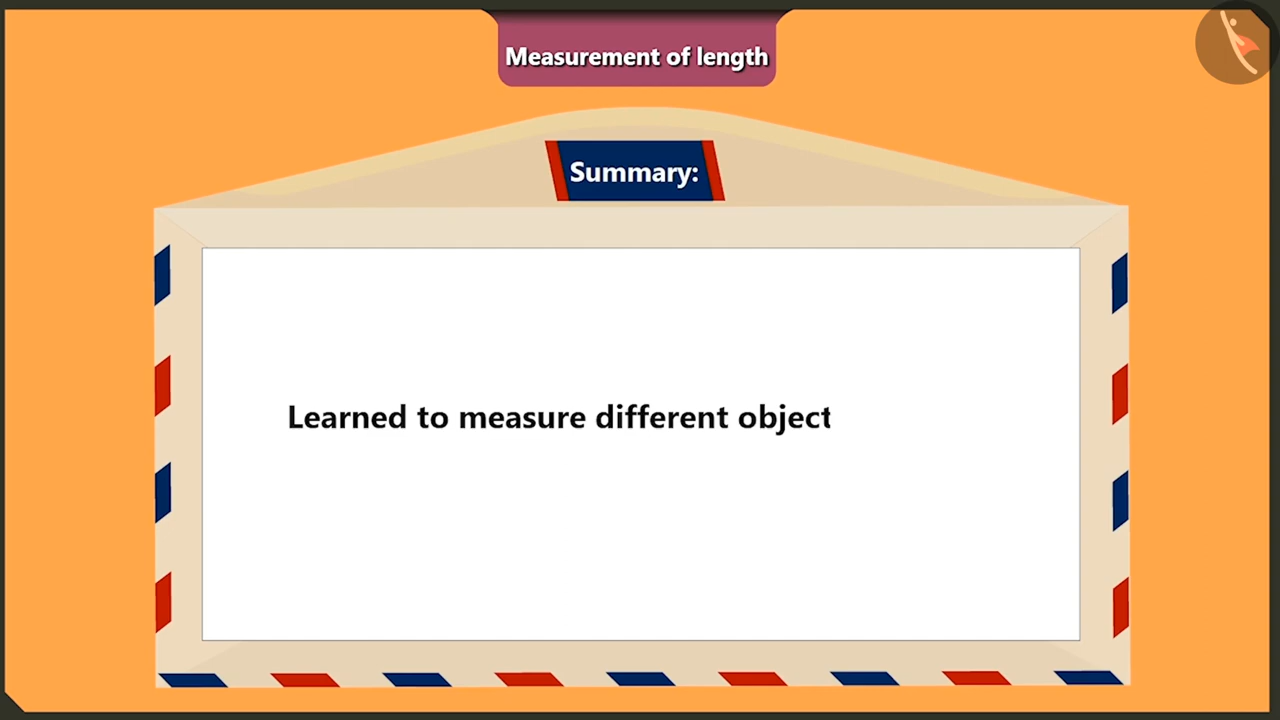 Measurement of length
Summary:
Learned to measure different object